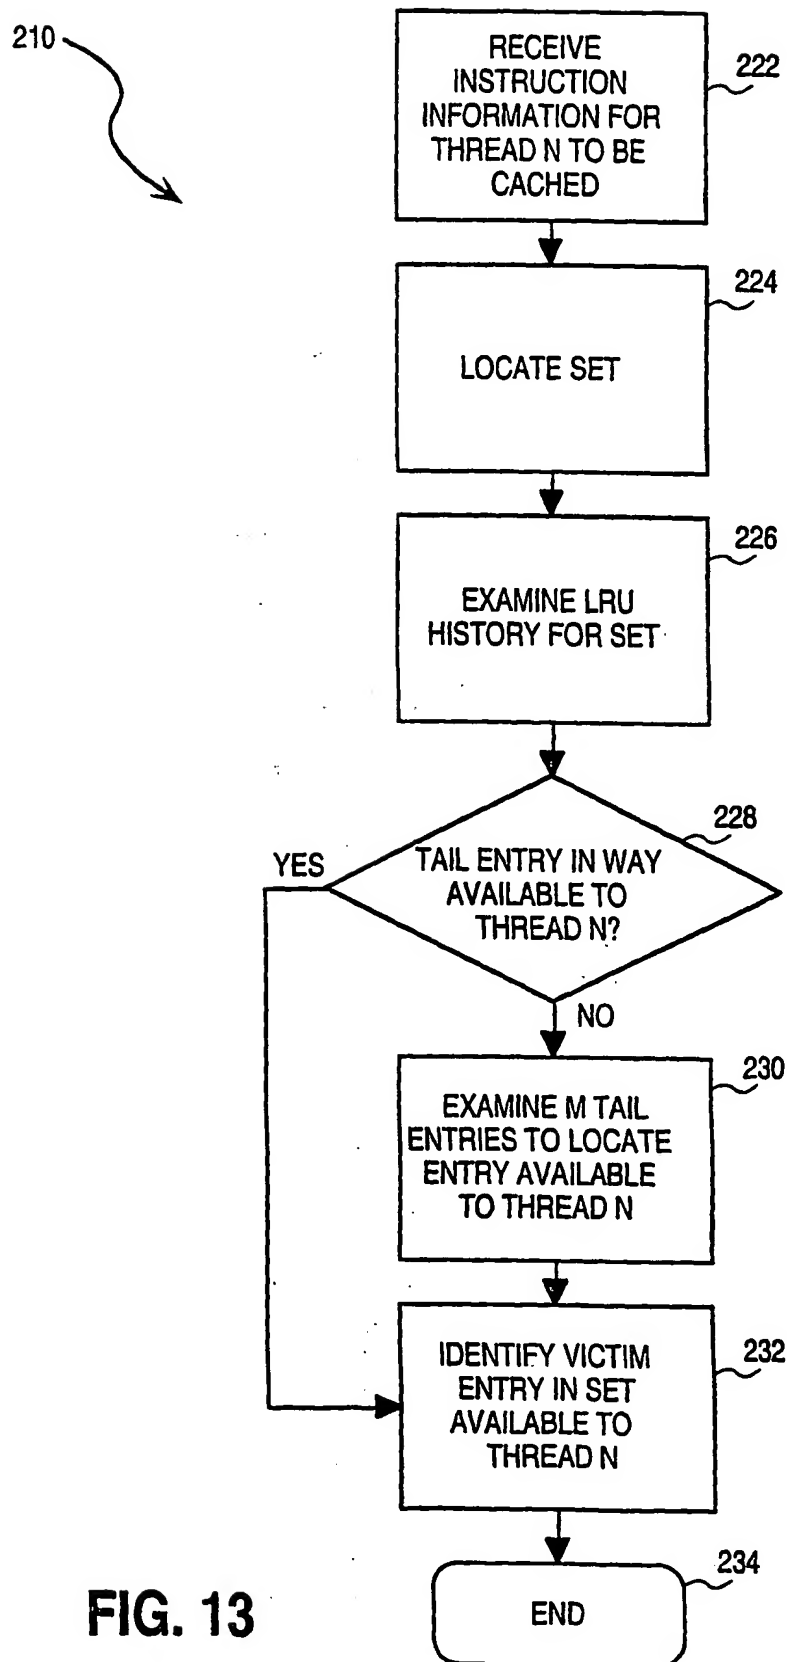 210
RECEIVE
INSTRUCTION
INFORMATION FOR
THREAD N TO BE
CACHED
222
LOCATE SET
224
EXAMINE LRU
HISTORY FOR SET
226
TAIL ENTRY IN WAY
AVAILABLE TO
THREAD N?
228
YES
NO
EXAMINE M TAIL
ENTRIES TO LOCATE
ENTRY AVAILABLE
TO THREAD N
230
IDENTIFY VICTIM
ENTRY IN SET
AVAILABLE TO
THREAD N
232
END
234
FIG. 13